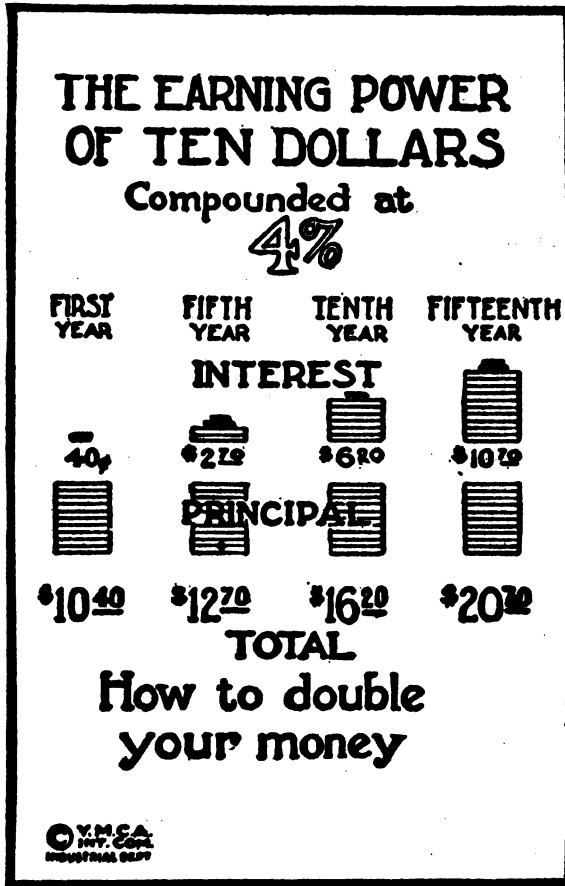 THE EARNING POWER
OF TEN DOLLARS
Compounded at
4%
FIRST YEAR
FIFTH YEAR
TENTH YEAR
FIFTEENTH YEAR
INTEREST
40¢ $2.70 $6.20 $10.70
PRINCIPAL
$10.40 $12.70 $16.20 $20.70
TOTAL
How to double
your money
© Y.M.C.A.
INT. COM.
INDUSTRIAL DEPT